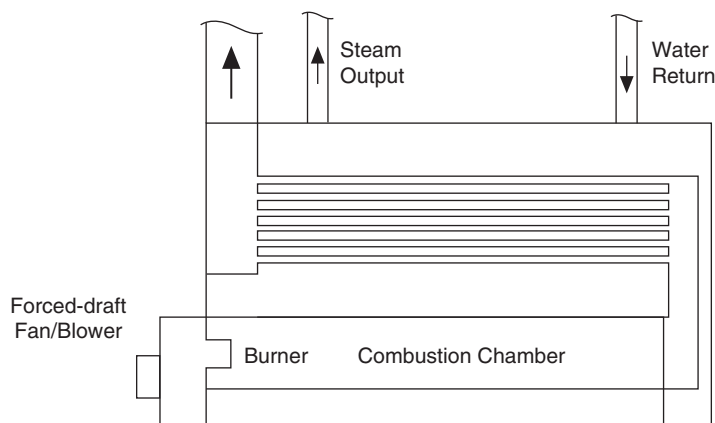 Steam
Output
Water
Return
Forced-draft
Fan/Blower
Burner
Combustion Chamber